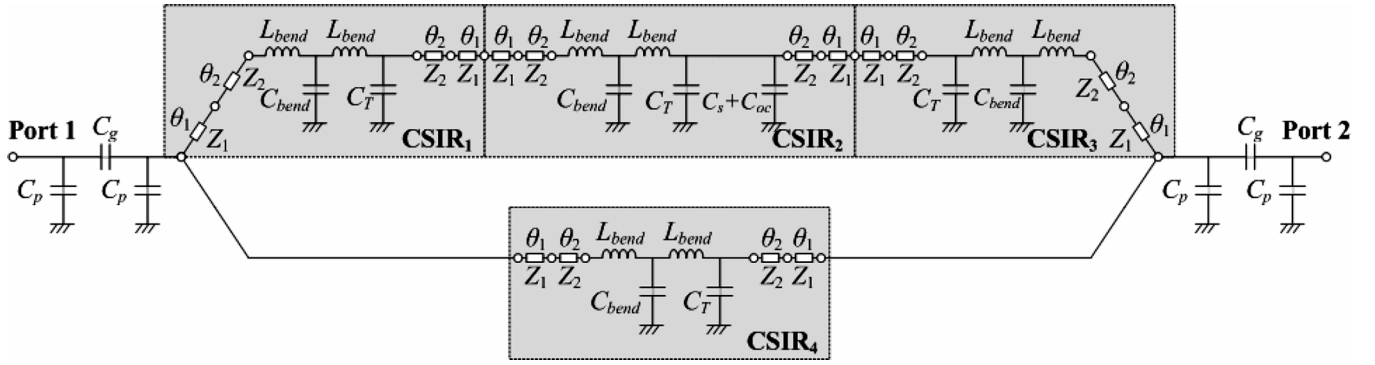 L_bend L_bend θ_2 θ_1 θ_1 θ_2 L_bend L_bend θ_2 θ_1 θ_1 θ_2 L_bend L_bend
θ_2 Z_2 C_bend C_T Z_2 Z_1 Z_1 Z_2 C_bend C_T C_s+C_oc Z_2 Z_1 Z_1 Z_2 C_T C_bend Z_2 θ_2
θ_1 Z_1 CSIR_1 CSIR_2 CSIR_3 Z_1 θ_1
Port 1 C_g C_g Port 2
C_p C_p C_p C_p
θ_1 θ_2 L_bend L_bend θ_2 θ_1
Z_1 Z_2 C_bend C_T Z_2 Z_1
CSIR_4